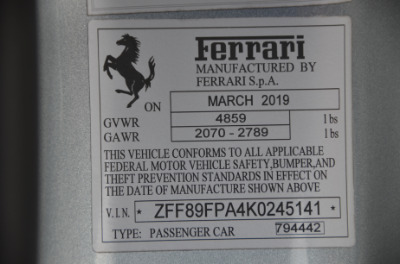 Ferrari
MANUFACTURED BY
FERRARI S.p.A.
ON MARCH 2019
GVWR 4859 lbs
GAWR 2070 - 2789 lbs
THIS VEHICLE CONFORMS TO ALL APPLICABLE
FEDERAL MOTOR VEHICLE SAFETY,BUMPER,AND
THEFT PREVENTION STANDARDS IN EFFECT ON
THE DATE OF MANUFACTURE SHOWN ABOVE
V.I.N. * ZFF89FPA4K0245141 *
TYPE: PASSENGER CAR 794442